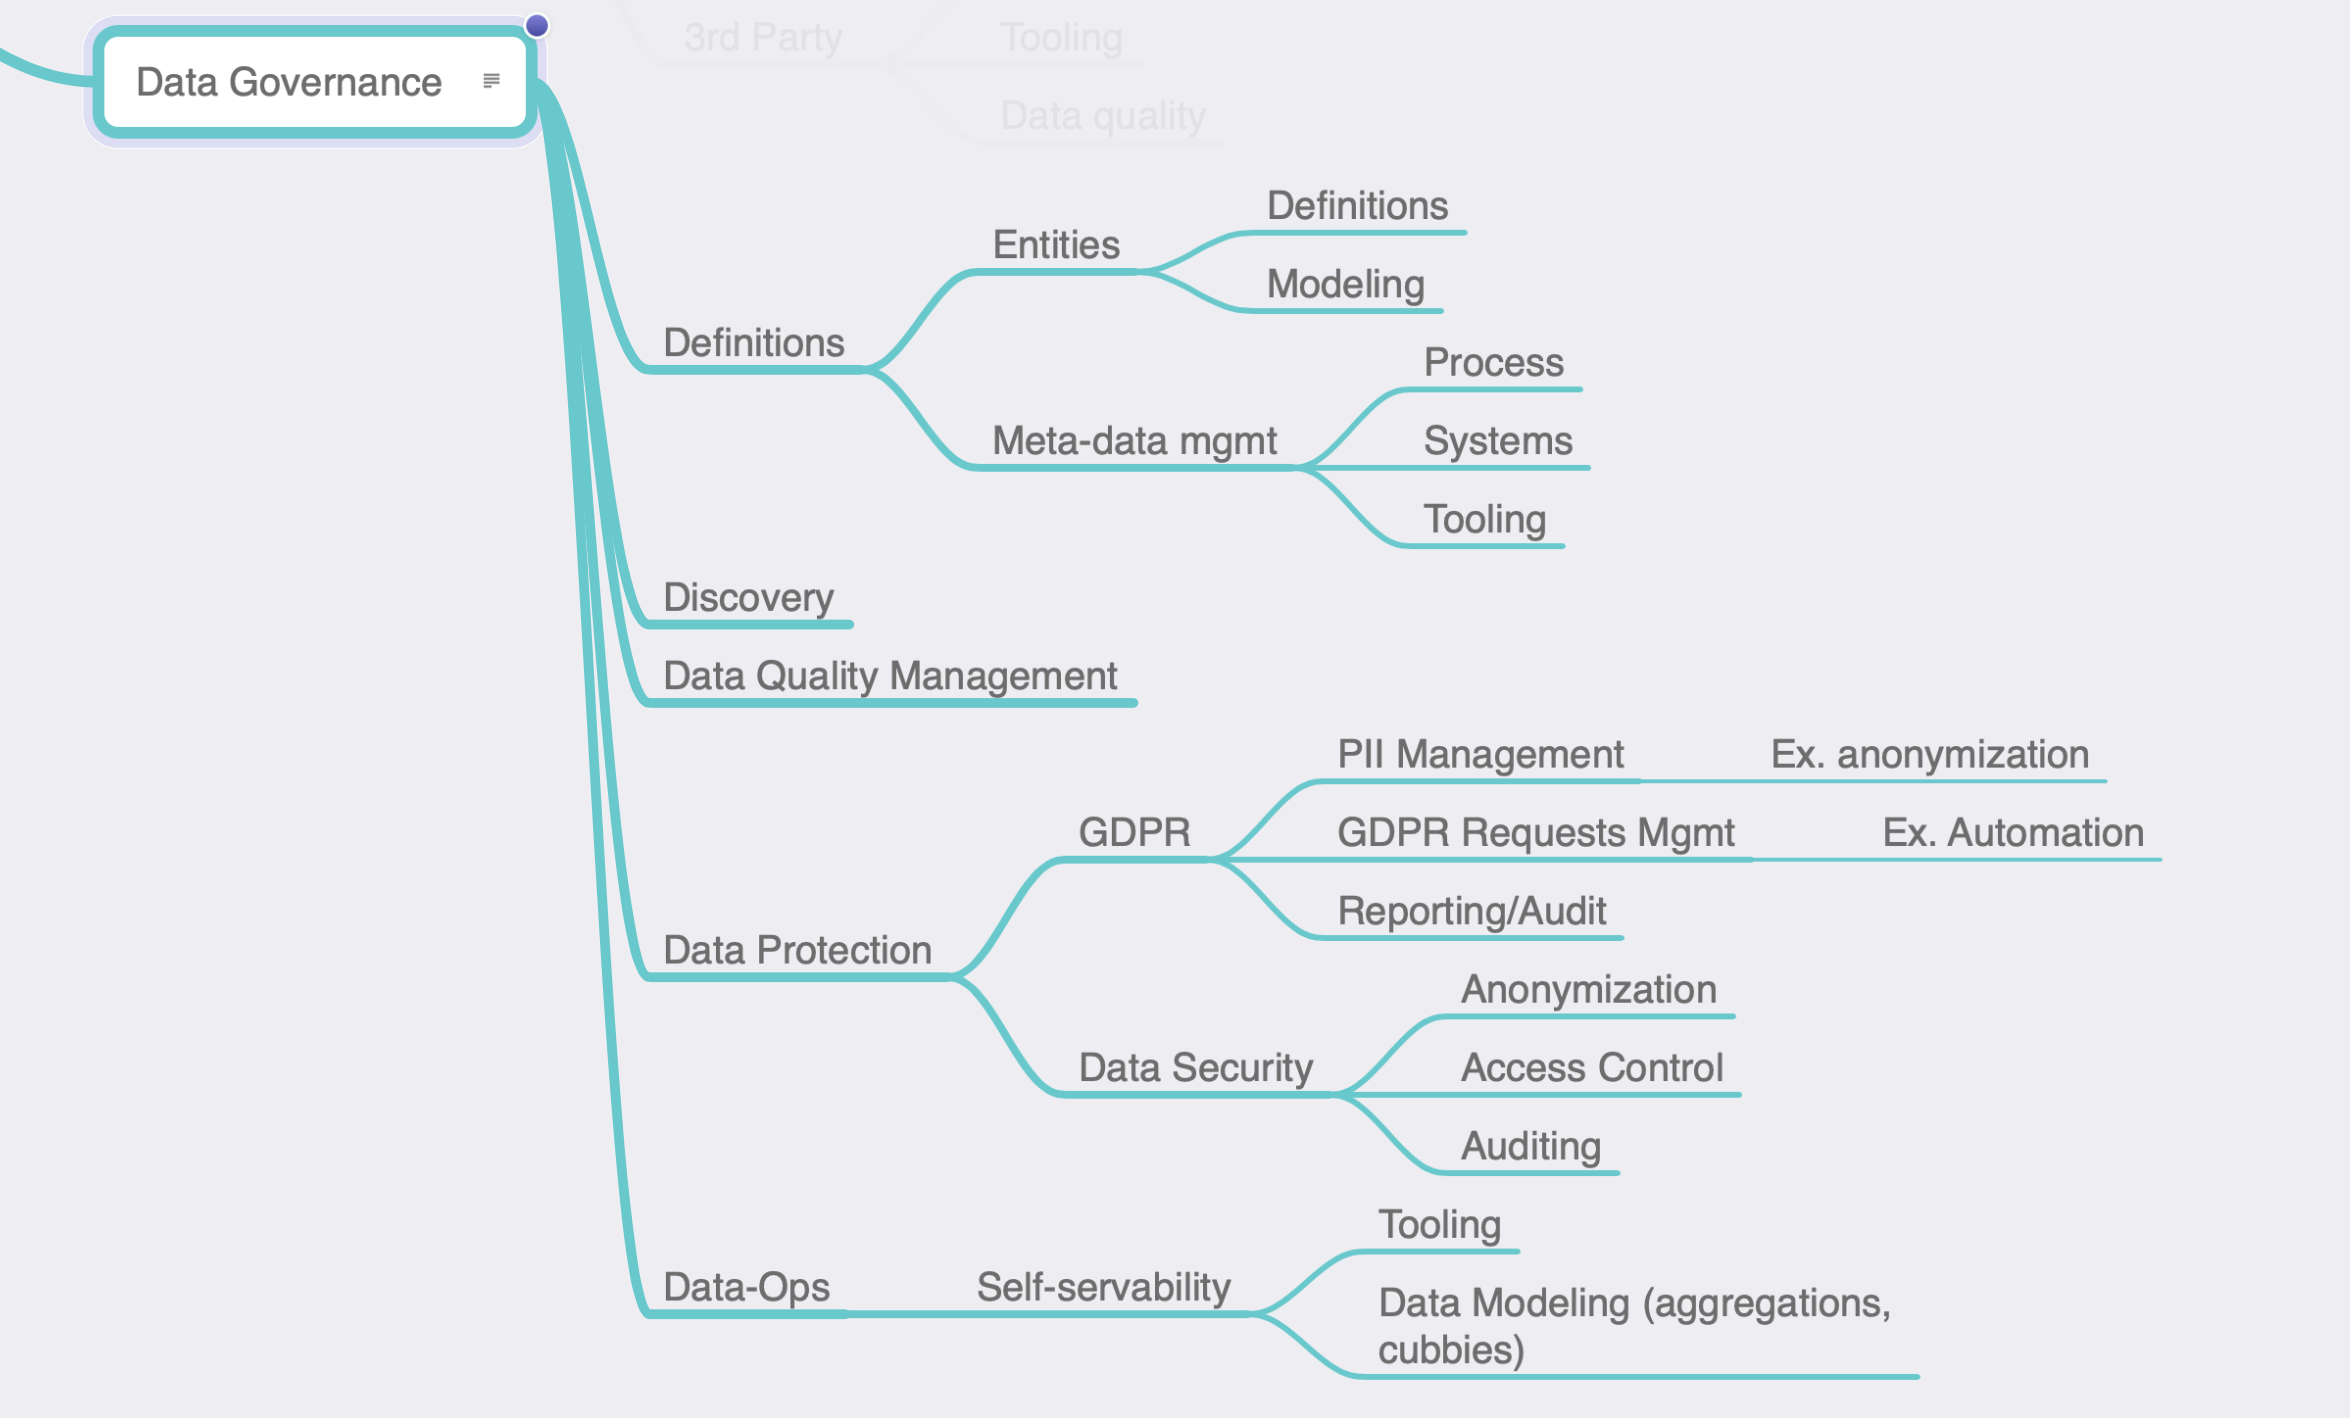 3rd Party
Tooling
Data Governance
Data quality
Definitions
Entities
Modeling
Definitions
Process
Meta-data mgmt
Systems
Tooling
Discovery
Data Quality Management
PII Management
Ex. anonymization
GDPR
GDPR Requests Mgmt
Ex. Automation
Reporting/Audit
Data Protection
Anonymization
Data Security
Access Control
Auditing
Tooling
Data-Ops
Self-servability
Data Modeling (aggregations,
cubbies)